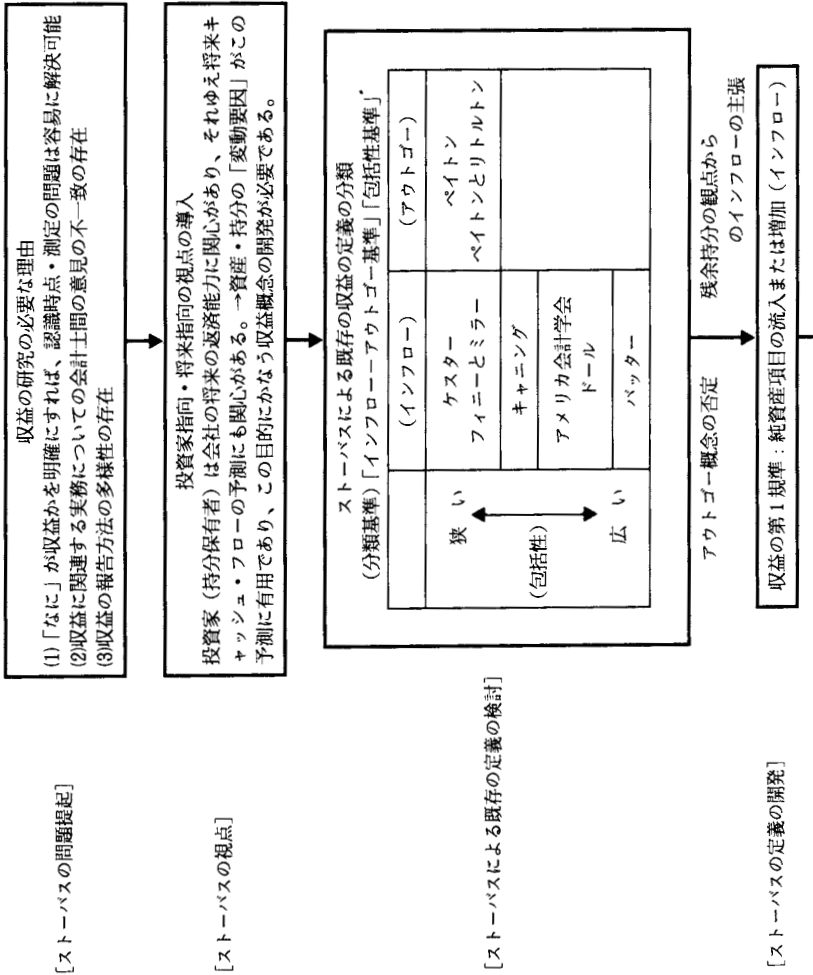 [ストーバスの問題提起]
収益の研究の必要な理由
(1)「なに」が収益かを明確にすれば、認識時点・測定の問題は容易に解決可能
(2)収益に関連する実務についての会計士間の意見の不一致の存在
(3)収益の報告方法の多様性の存在
[ストーバスの視点]
投資家指向・将来指向の視点の導入
投資家（持分保有者）は会社の将来の返済能力に関心があり、それゆえ将来キ
ャッシュ・フローの予測にも関心がある。→資産・持分の「変動要因」がこの
予測に有用であり、この目的にかなう収益概念の開発が必要である。
[ストーバスによる既存の定義の検討]
ストーバスによる既存の収益の定義の分類
（分類基準）「インフローーアウトゴー基準」「包括性基準」
（インフロー）
（アウトゴー）
狭い
（包括性）
広い
ケスター
フィニーとミラー
ペイトン
ペイトンとリトルトン
キャニング
アメリカ会計学会
ドール
バッター
アウトゴー概念の否定
残余持分の観点から
のインフローの主張
[ストーバスの定義の開発]
収益の第1規準：純資産項目の流入または増加（インフロー）